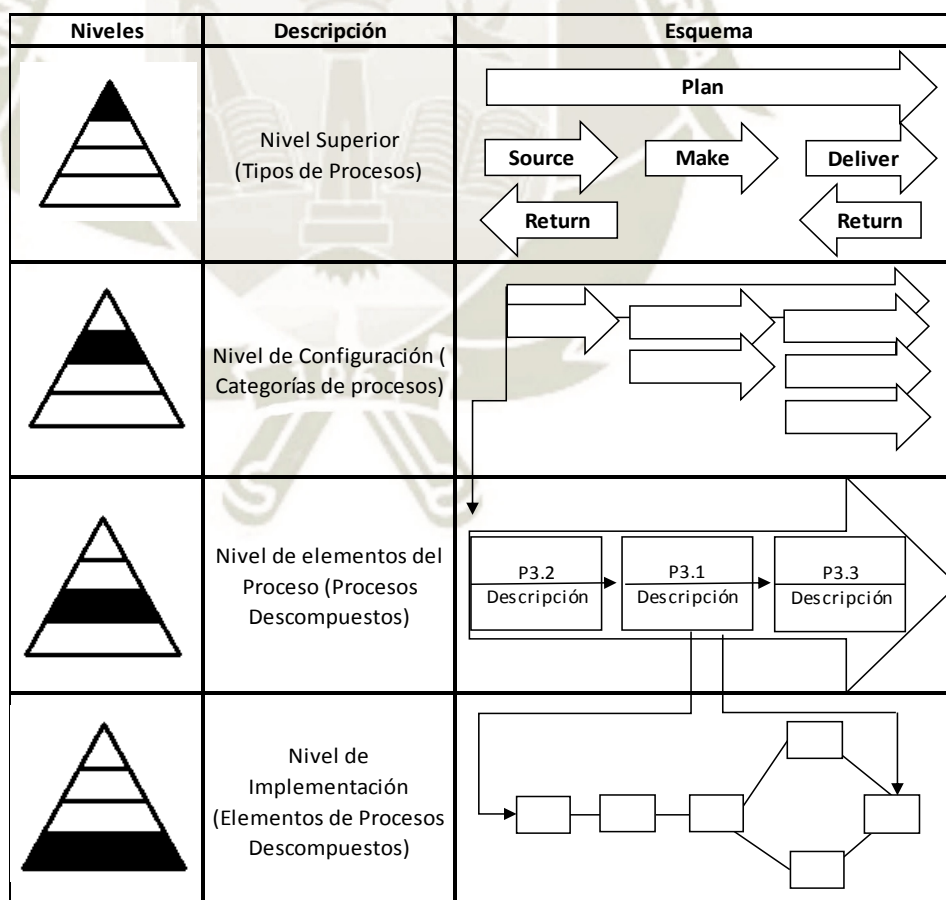 Niveles Descripción Esquema
Nivel Superior
(Tipos de Procesos)
Plan
Source Make Deliver
Return Return
Nivel de Configuración (
Categorías de procesos)
Nivel de elementos del
Proceso (Procesos
Descompuestos)
P3.2 P3.1 P3.3
Descripción Descripción Descripción
Nivel de
Implementación
(Elementos de Procesos
Descompuestos)